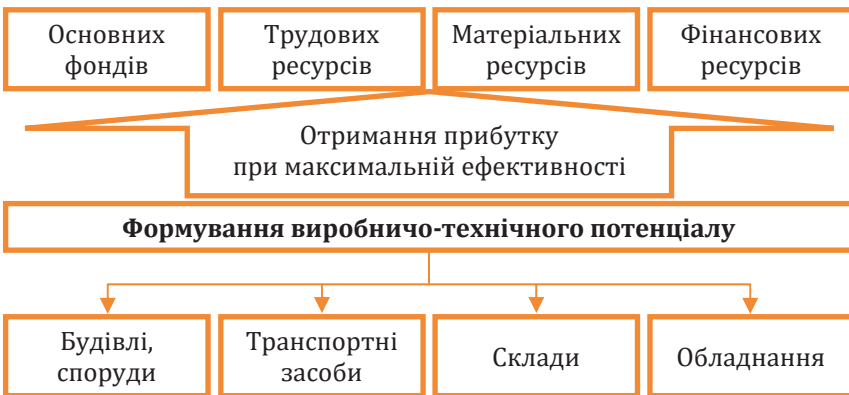 Основних
фондів
Трудових
ресурсів
Матеріальних
ресурсів
Фінансових
ресурсів
Отримання прибутку
при максимальній ефективності
Формування виробничо-технічного потенціалу
Будівлі,
споруди
Транспортні
засоби
Склади
Обладнання